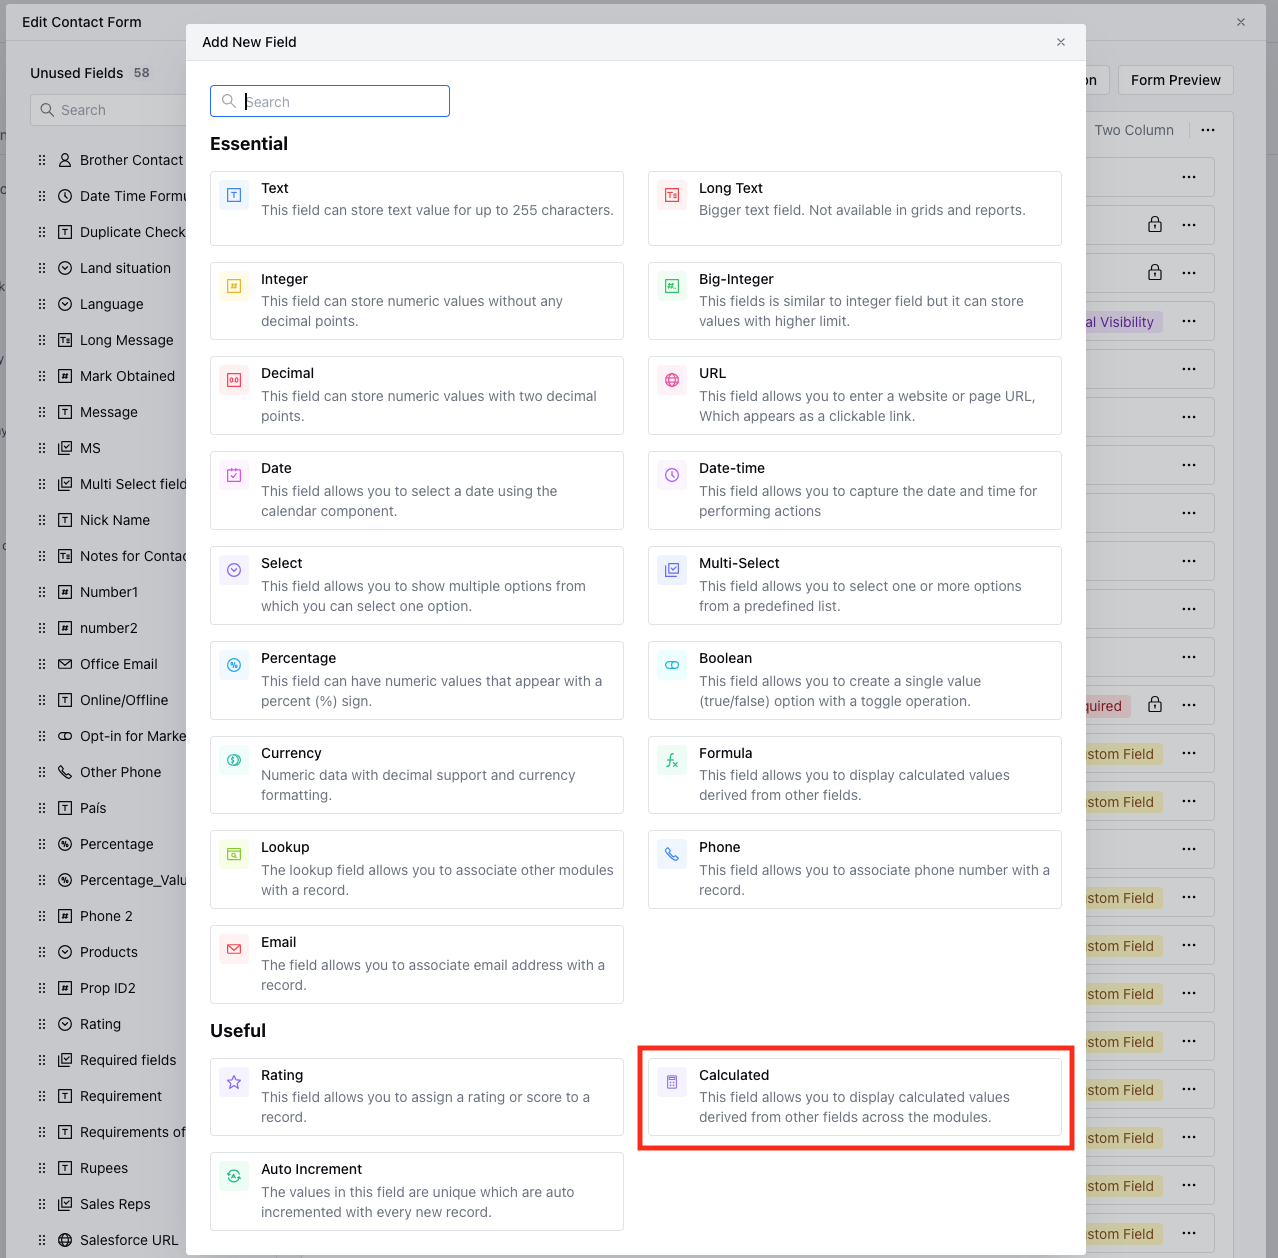 Edit Contact Form
Unused Fields 58
Search
Brother Contact
Date Time Formu
Duplicate Check
Land situation
Language
Long Message
Mark Obtained
Message
MS
Multi Select field
Nick Name
Notes for Contac
Number1
number2
Office Email
Online/Offline
Opt-in for Marke
Other Phone
País
Percentage
Percentage_Valu
Phone 2
Products
Prop ID2
Rating
Required fields
Requirement
Requirements of
Rupees
Sales Reps
Salesforce URL
Add New Field
Search
Essential
Text
This field can store text value for up to 255 characters.
Long Text
Bigger text field. Not available in grids and reports.
Integer
This field can store numeric values without any
decimal points.
Big-Integer
This fields is similar to integer field but it can store
values with higher limit.
Decimal
This field can store numeric values with two decimal
points.
URL
This field allows you to enter a website or page URL,
Which appears as a clickable link.
Date
This field allows you to select a date using the
calendar component.
Date-time
This field allows you to capture the date and time for
performing actions
Select
This field allows you to show multiple options from
which you can select one option.
Multi-Select
This field allows you to select one or more options
from a predefined list.
Percentage
This field can have numeric values that appear with a
percent (%) sign.
Boolean
This field allows you to create a single value
(true/false) option with a toggle operation.
Currency
Numeric data with decimal support and currency
formatting.
Formula
This field allows you to display calculated values
derived from other fields.
Lookup
The lookup field allows you to associate other modules
with a record.
Phone
This field allows you to associate phone number with a
record.
Email
The field allows you to associate email address with a
record.
Useful
Rating
This field allows you to assign a rating or score to a
record.
Calculated
This field allows you to display calculated values
derived from other fields across the modules.
Auto Increment
The values in this field are unique which are auto
incremented with every new record.
on
Form Preview
Two Column
al Visibility
quired
stom Field
stom Field
stom Field
stom Field
stom Field
stom Field
stom Field
stom Field
stom Field
stom Field